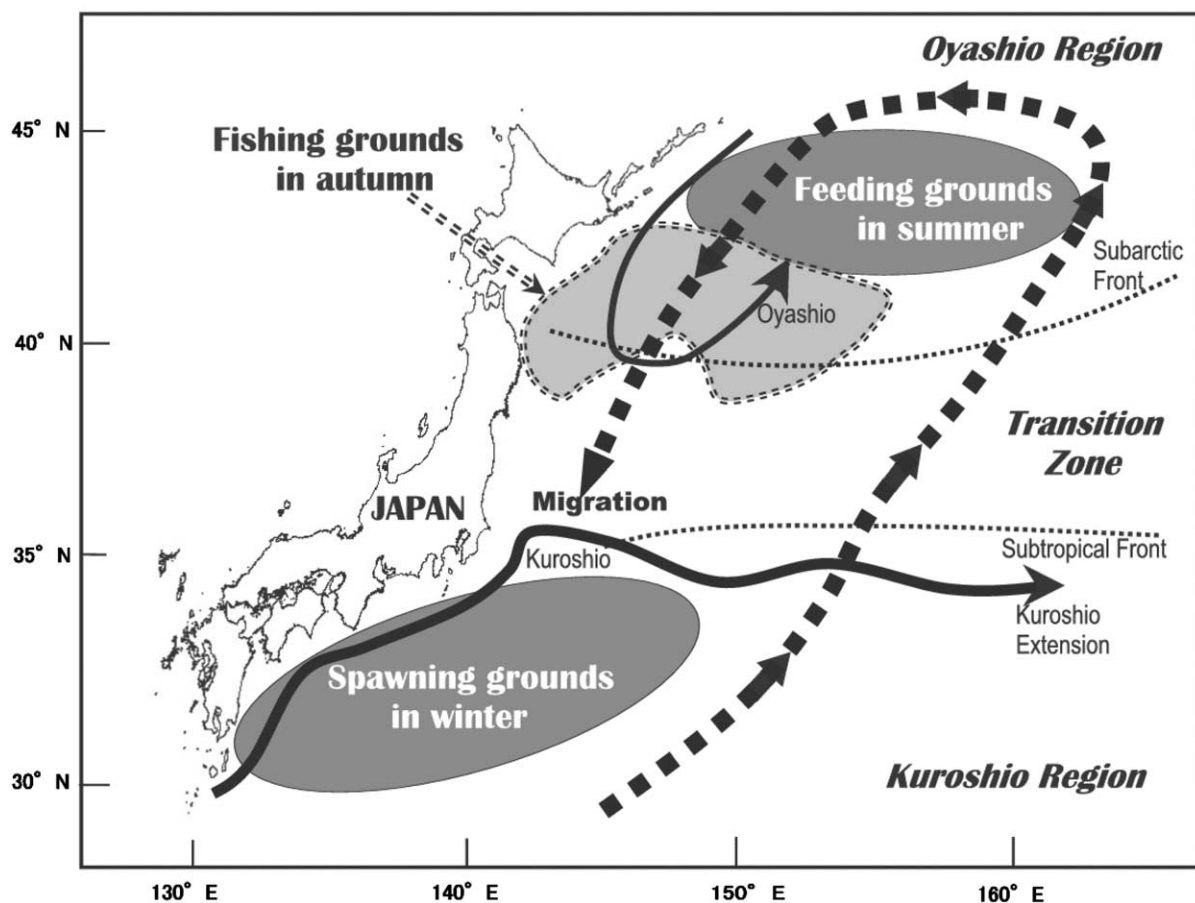 Oyashio Region
45° N
Fishing grounds
in autumn
Feeding grounds
in summer
Subarctic
Front
Oyashio
40° N
Transition
Zone
JAPAN
Migration
35° N
Kuroshio
Subtropical Front
Kuroshio
Extension
Spawning grounds
in winter
30° N
Kuroshio Region
130° E
140° E
150° E
160° E